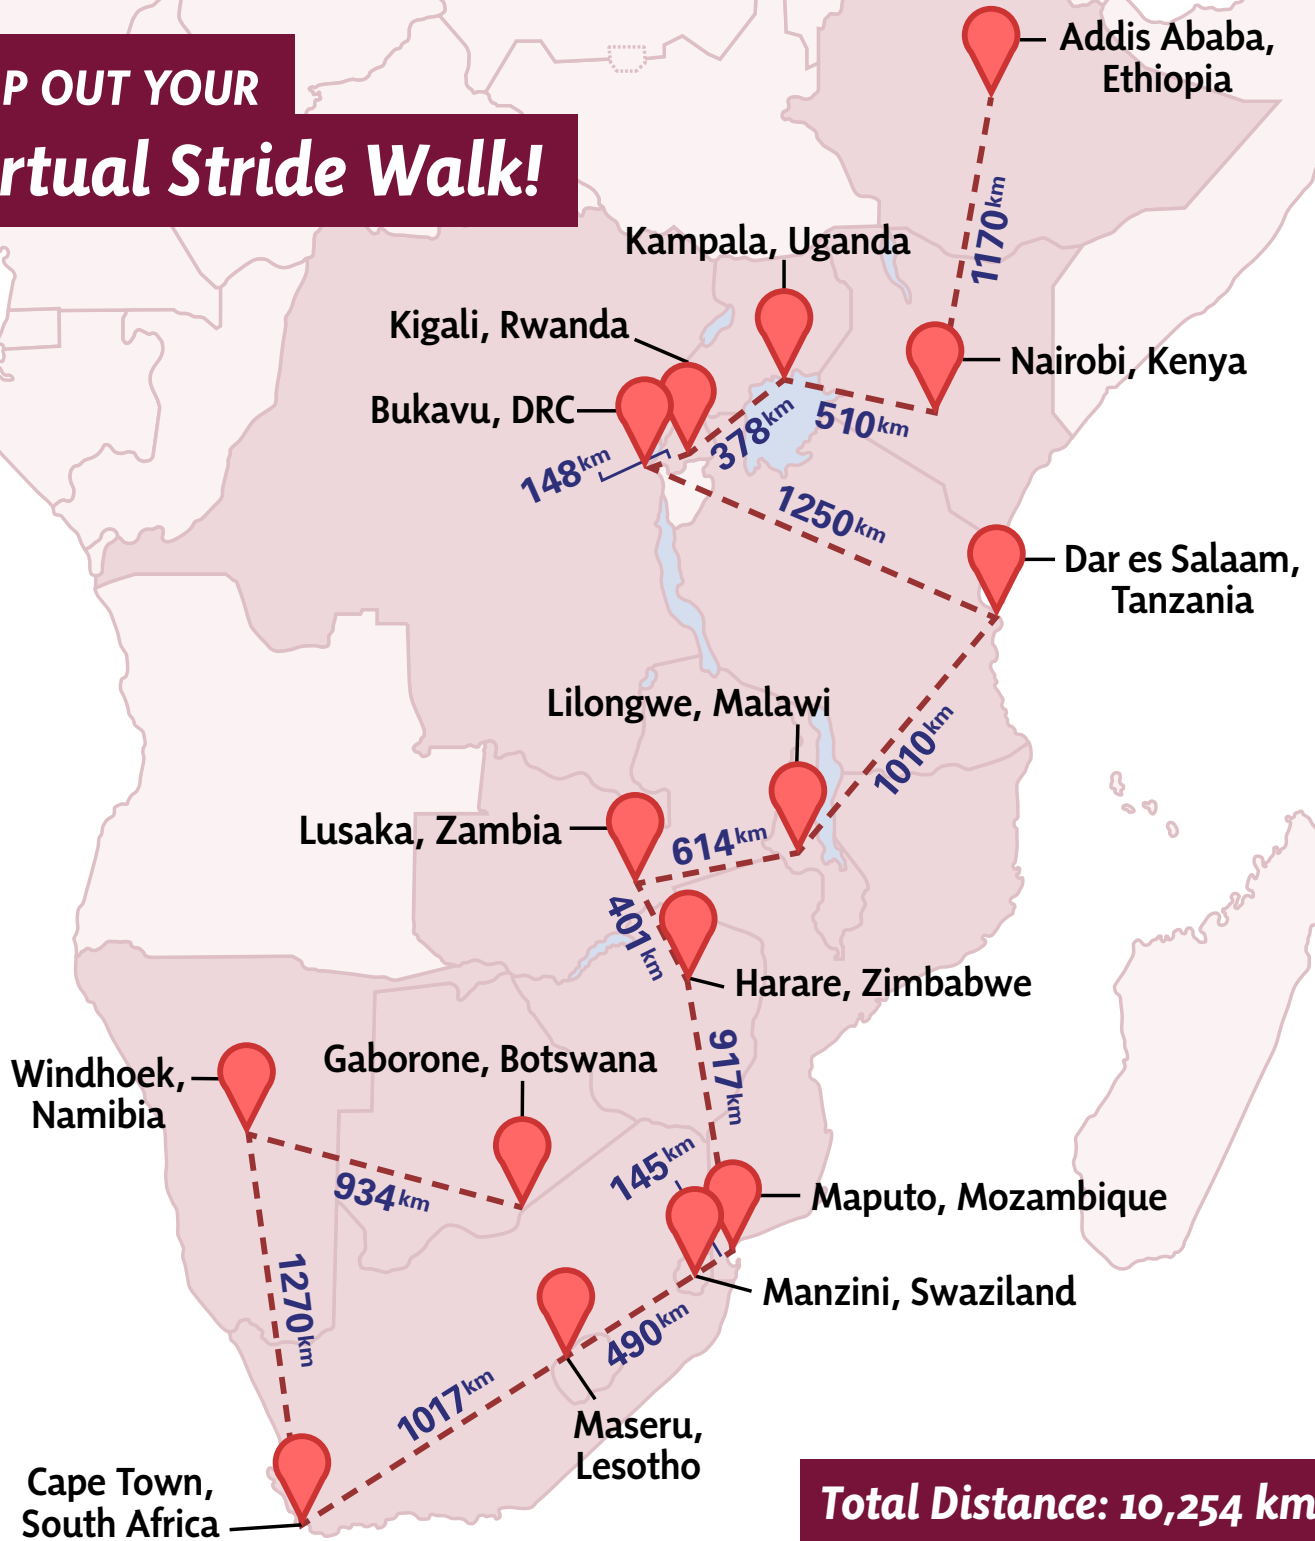 P OUT YOUR
rtual Stride Walk!
Addis Ababa,
Ethiopia
1170km
Kampala, Uganda
Kigali, Rwanda
Nairobi, Kenya
Bukavu, DRC
510km
378km
148km
1250km
Dar es Salaam,
Tanzania
Lilongwe, Malawi
1010km
Lusaka, Zambia
614km
401km
Harare, Zimbabwe
917km
Windhoek,
Namibia
Gaborone, Botswana
934km
145km
Maputo, Mozambique
Manzini, Swaziland
1270km
490km
1017km
Maseru,
Lesotho
Cape Town,
South Africa
Total Distance: 10,254 km